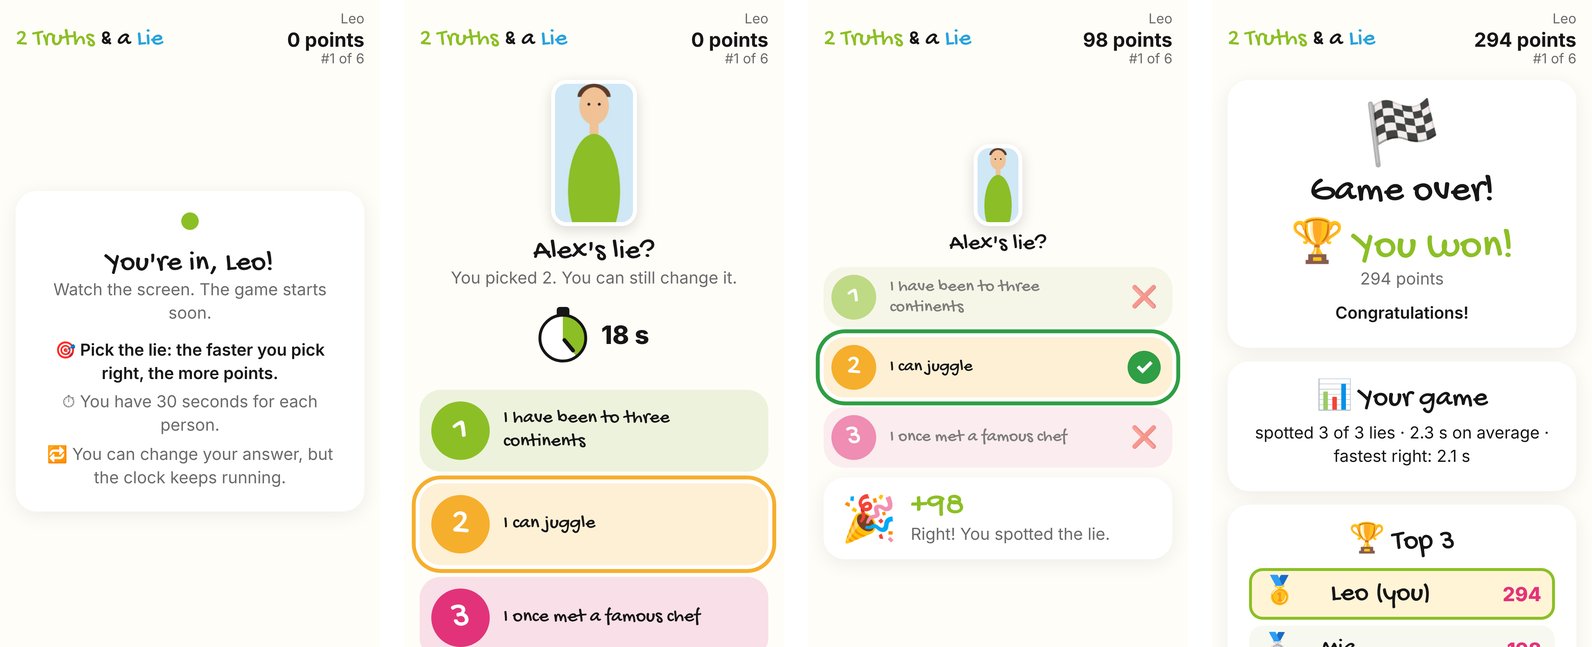 2 Truths & a Lie
Leo
0 points
#1 of 6
You're in, Leo!
Watch the screen. The game starts
soon.
Pick the lie: the faster you pick
right, the more points.
You have 30 seconds for each
person.
You can change your answer, but
the clock keeps running.
2 Truths & a Lie
Leo
0 points
#1 of 6
Alex's lie?
You picked 2. You can still change it.
18 s
1 I have been to three
continents
2 I can juggle
3 I once met a famous chef
2 Truths & a Lie
Leo
98 points
#1 of 6
Alex's lie?
1 I have been to three
continents
2 I can juggle
3 I once met a famous chef
+98
Right! You spotted the lie.
2 Truths & a Lie
Leo
294 points
#1 of 6
Game over!
You won!
294 points
Congratulations!
Your game
spotted 3 of 3 lies · 2.3 s on average ·
fastest right: 2.1 s
Top 3
Leo (you) 294